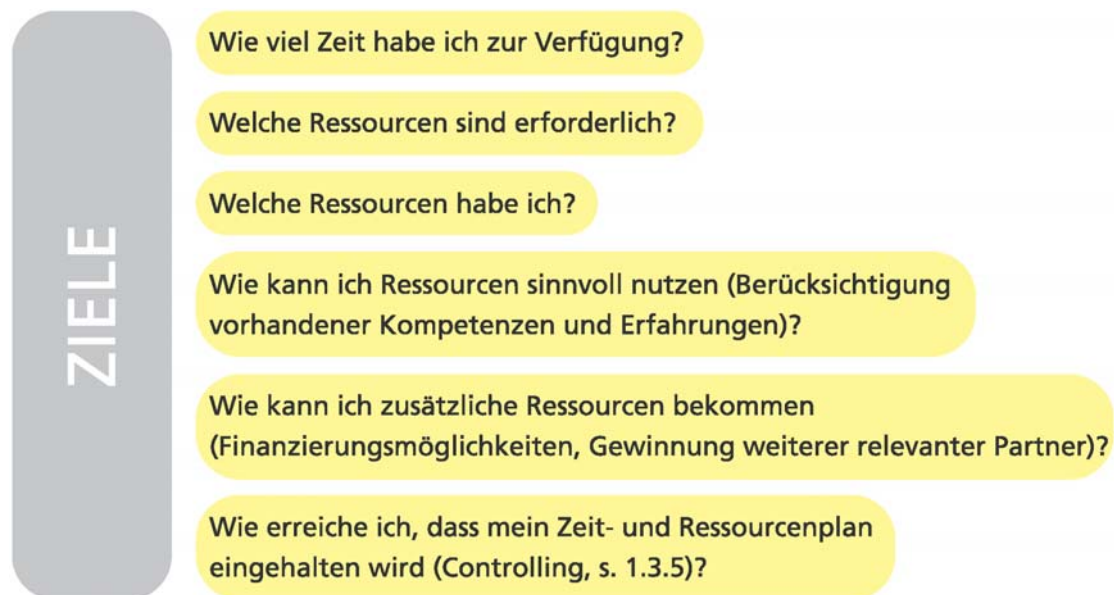 ZIELE
Wie viel Zeit habe ich zur Verfügung?
Welche Ressourcen sind erforderlich?
Welche Ressourcen habe ich?
Wie kann ich Ressourcen sinnvoll nutzen (Berücksichtigung
vorhandener Kompetenzen und Erfahrungen)?
Wie kann ich zusätzliche Ressourcen bekommen
(Finanzierungsmöglichkeiten, Gewinnung weiterer relevanter Partner)?
Wie erreiche ich, dass mein Zeit- und Ressourcenplan
eingehalten wird (Controlling, s. 1.3.5)?